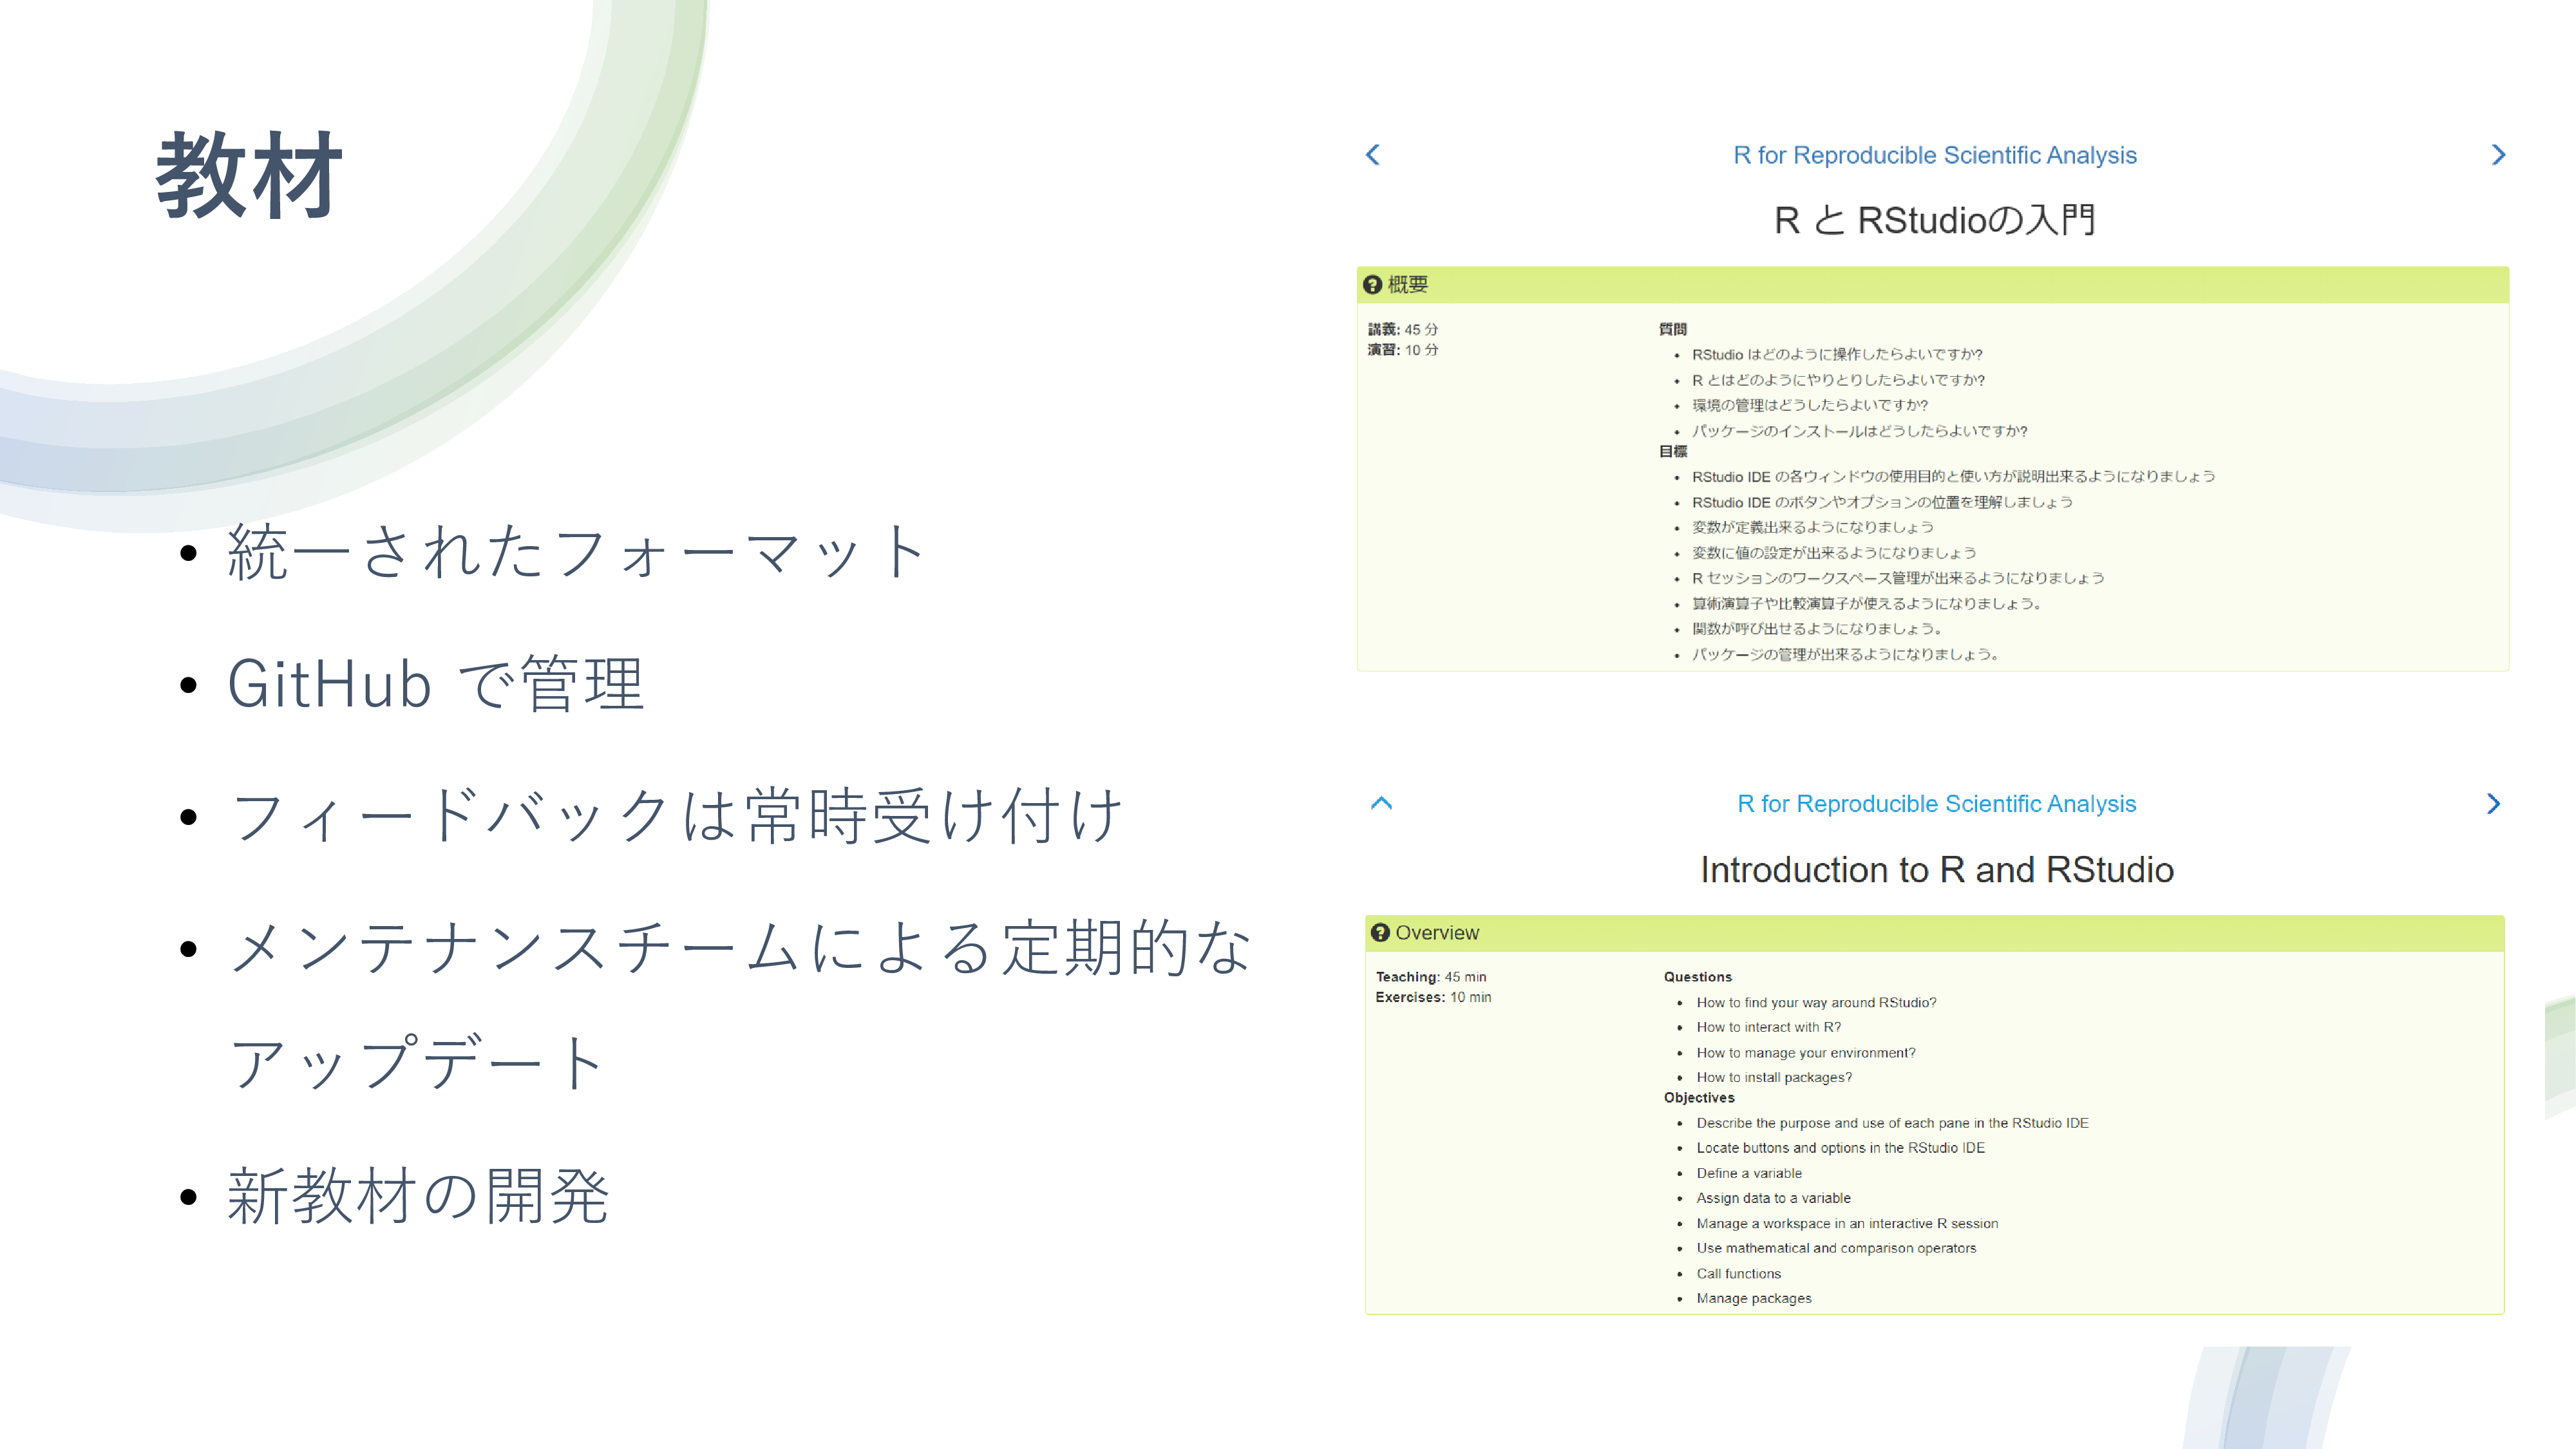 教材
• 統一されたフォーマット
• GitHub で管理
• フィードバックは常時受け付け
• メンテナンスチームによる定期的な
アップデート
• 新教材の開発
R for Reproducible Scientific Analysis
R と RStudioの入門
概要
講義: 45 分
演習: 10 分
質問
• RStudio はどのように操作したらよいですか?
• R とはどのようにやりとりしたらよいですか?
• 環境の管理はどうしたらよいですか?
• パッケージのインストールはどうしたらよいですか?
目標
• RStudio IDE の各ウィンドウの使用目的と使い方が説明出来るようになりましょう
• RStudio IDE のボタンやオプションの位置を理解しましょう
• 変数が定義出来るようになりましょう
• 変数に値の設定が出来るようになりましょう
• R セッションのワークスペース管理が出来るようになりましょう
• 算術演算子や比較演算子が使えるようになりましょう。
• 関数が呼び出せるようになりましょう。
• パッケージの管理が出来るようになりましょう。
R for Reproducible Scientific Analysis
Introduction to R and RStudio
Overview
Teaching: 45 min
Exercises: 10 min
Questions
• How to find your way around RStudio?
• How to interact with R?
• How to manage your environment?
• How to install packages?
Objectives
• Describe the purpose and use of each pane in the RStudio IDE
• Locate buttons and options in the RStudio IDE
• Define a variable
• Assign data to a variable
• Manage a workspace in an interactive R session
• Use mathematical and comparison operators
• Call functions
• Manage packages